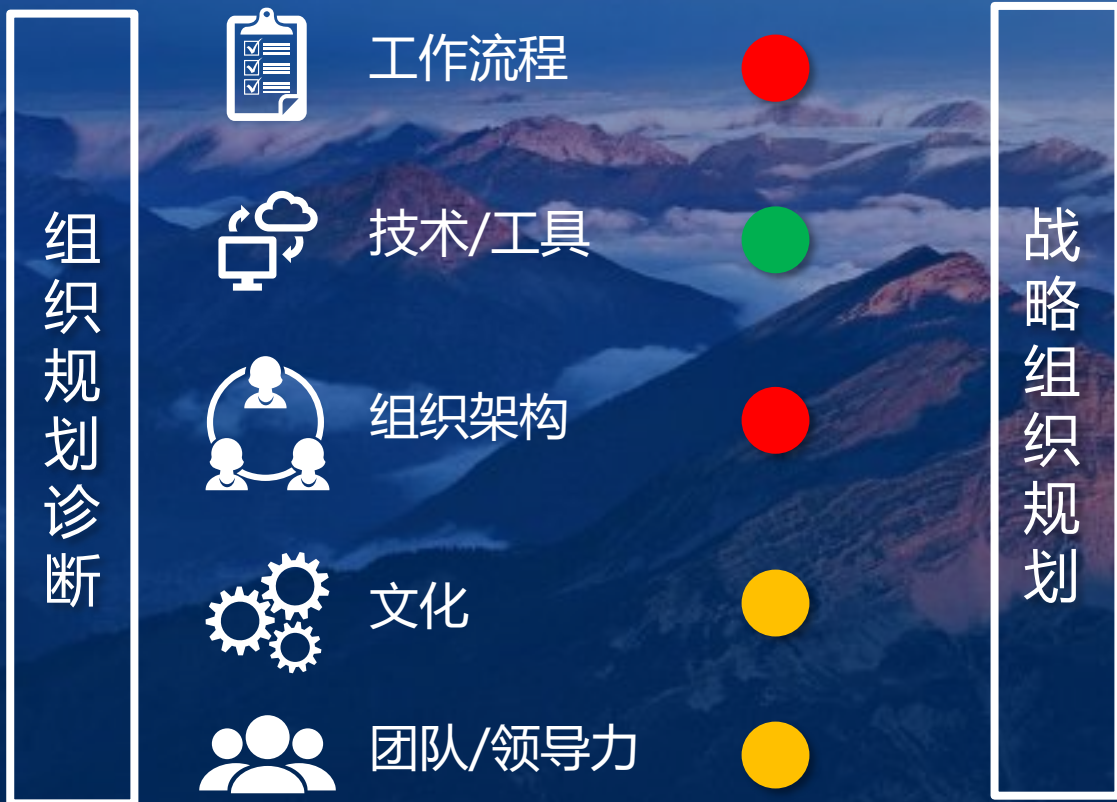 组织规划诊断
工作流程
技术/工具
组织架构
文化
团队/领导力
战略组织规划